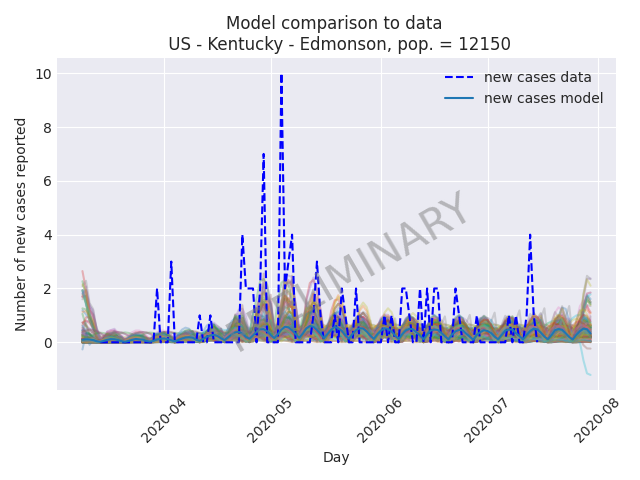 Model comparison to data
US - Kentucky - Edmonson, pop. = 12150
new cases data
new cases model
PRELIMINARY
Number of new cases reported
10
8
6
4
2
0
2020-04
2020-05
2020-06
2020-07
2020-08
Day